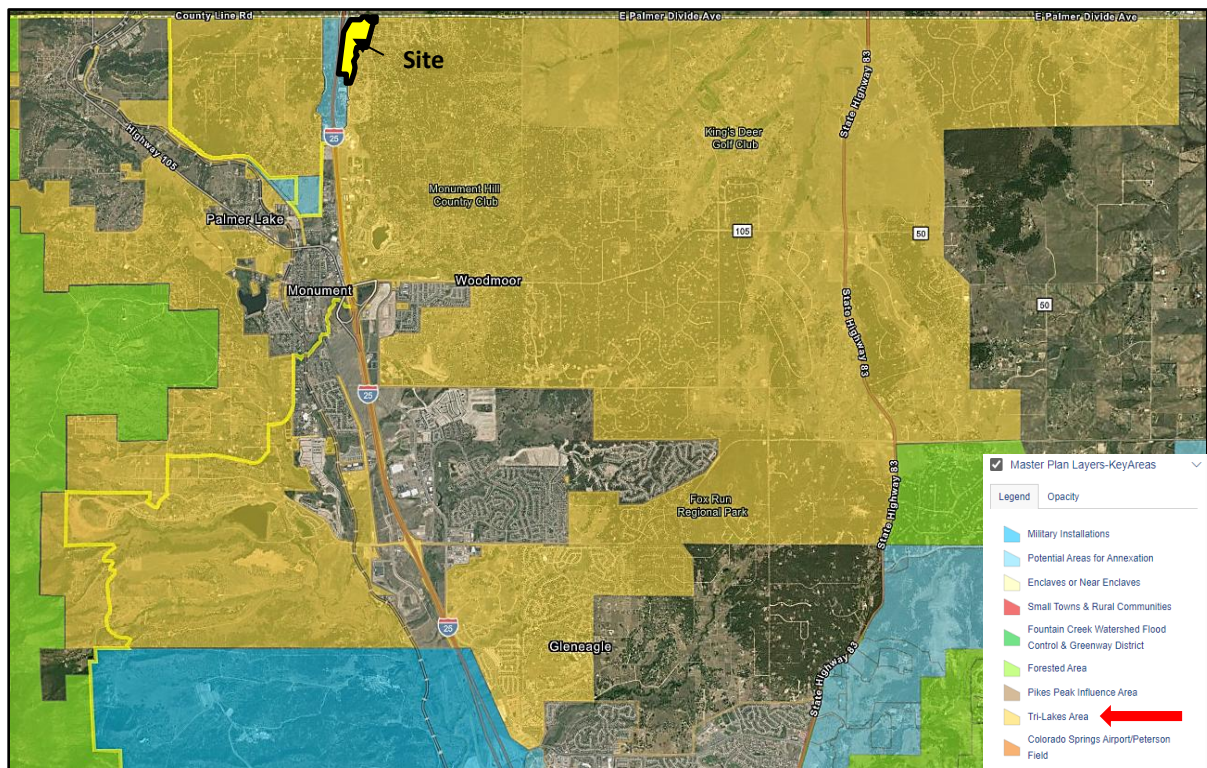 County Line Rd
E Palmer Divide Ave
E Palmer Divide Ave
Site
Highway 105
25
State Highway 83
King's Deer
Golf Club
Monument Hill
Country Club
Palmer Lake
105
50
Woodmoor
Monument
50
State Highway 83
25
State Highway 83
Fox Run
Regional Park
25
Gleneagle
State Highway 83
Master Plan Layers-KeyAreas
Legend
Opacity
Military Installations
Potential Areas for Annexation
Enclaves or Near Enclaves
Small Towns & Rural Communities
Fountain Creek Watershed Flood
Control & Greenway District
Forested Area
Pikes Peak Influence Area
Tri-Lakes Area
Colorado Springs Airport/Peterson
Field